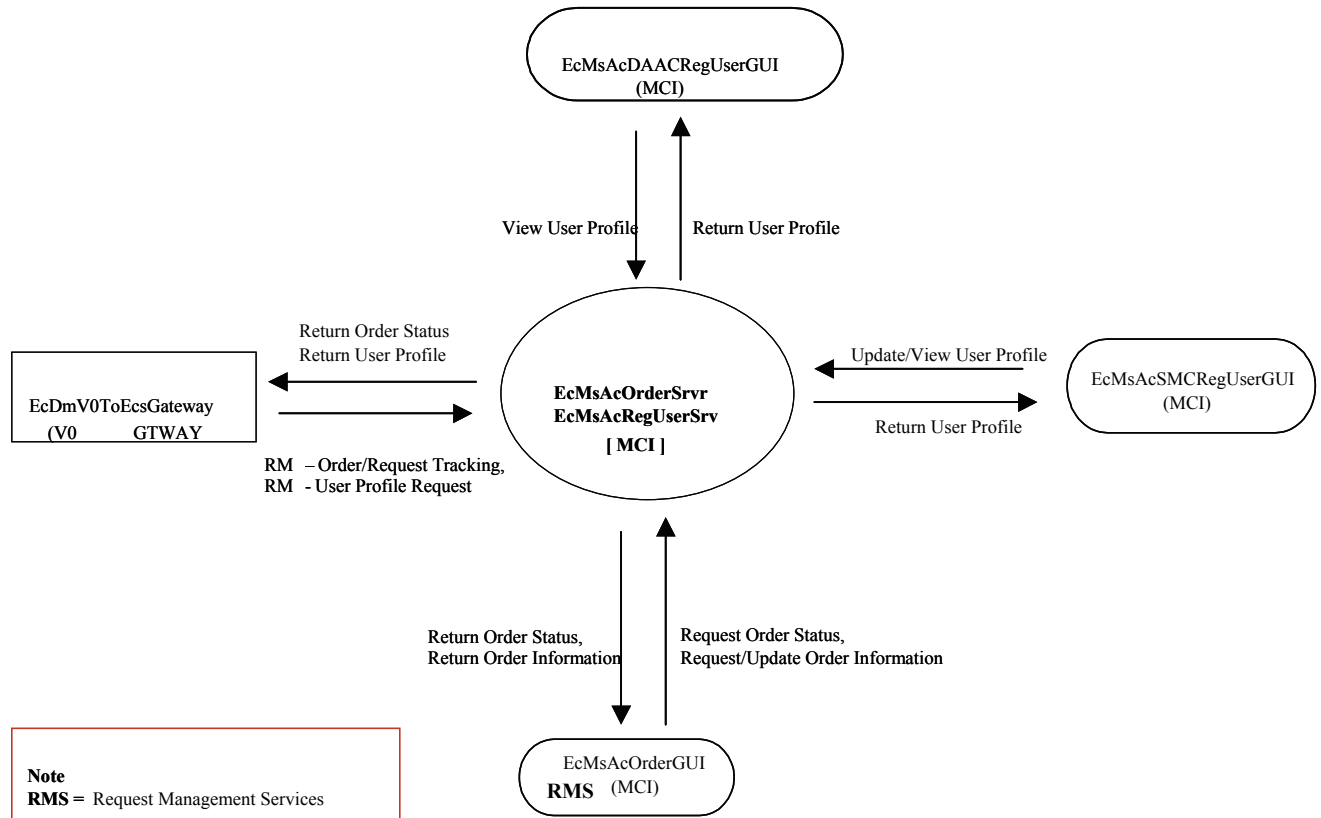 EcMsAcDAACRegUserGUI
(MCI)
View User Profile
Return User Profile
Return Order Status
Return User Profile
Update/View User Profile
EcMsAcSMCRegUserGUI
(MCI)
EcMsAcOrderSrvr
EcMsAcRegUserSrv
[ MCI ]
EcDmV0ToEcsGateway
(V0 GTWAY
Return User Profile
RM – Order/Request Tracking,
RM - User Profile Request
Return Order Status,
Return Order Information
Request Order Status,
Request/Update Order Information
EcMsAcOrderGUI
RMS (MCI)
Note
RMS = Request Management Services